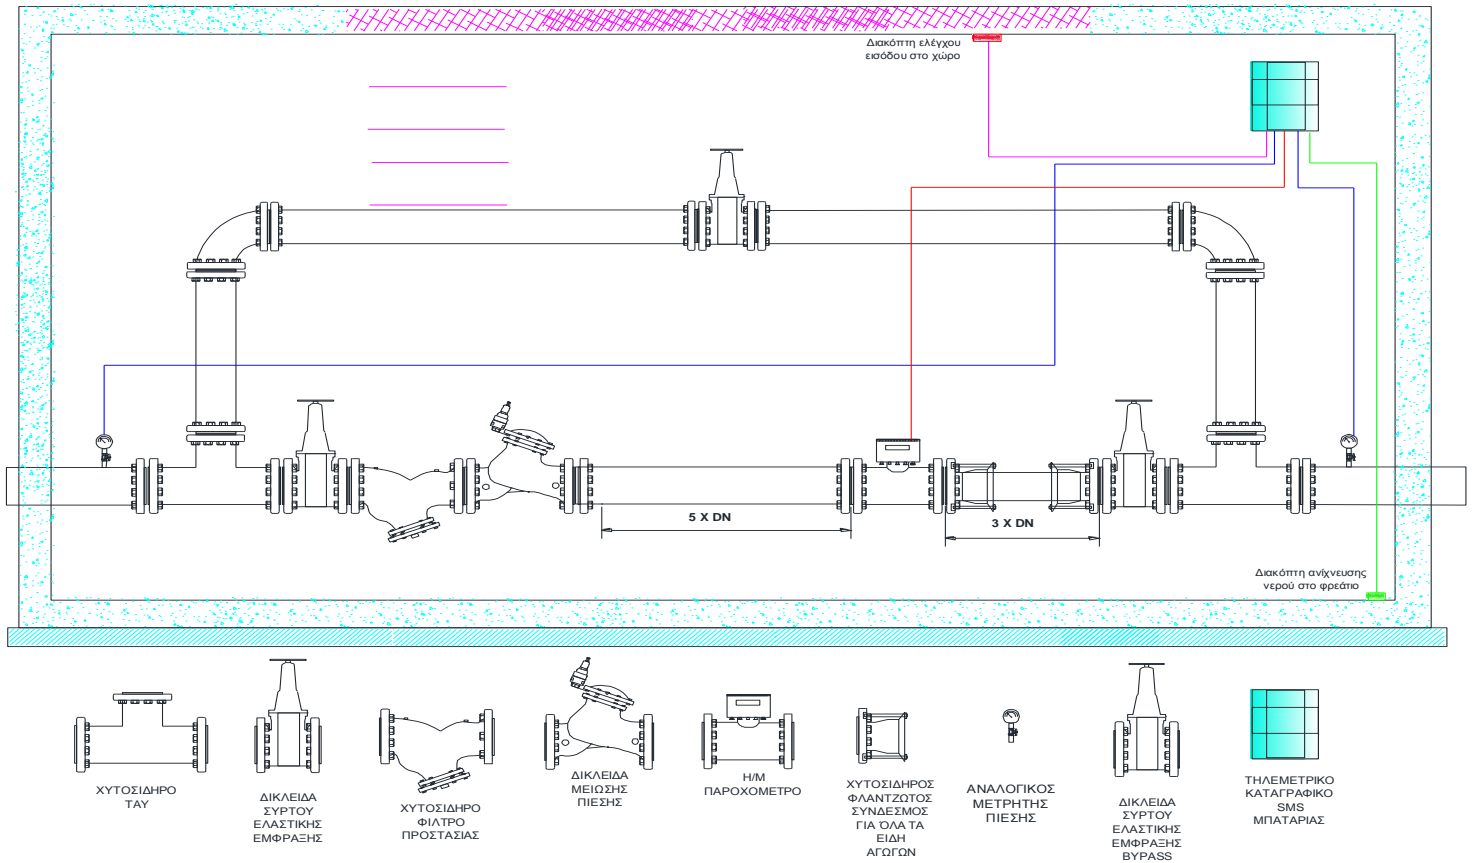 Διακόπτη ελέγχου
εισόδου στο χώρο
5 X DN
3 X DN
Διακόπτη ανίχνευσης
νερού στο φρεάτιο
ΧΥΤΟΣΙΔΗΡΟ
ΤΑΥ
ΔΙΚΛΕΙΔΑ
ΣΥΡΤΟΥ
ΕΛΑΣΤΙΚΗΣ
ΕΜΦΡΑΞΗΣ
ΧΥΤΟΣΙΔΗΡΟ
ΦΙΛΤΡΟ
ΠΡΟΣΤΑΣΙΑΣ
ΔΙΚΛΕΙΔΑ
ΜΕΙΩΣΗΣ
ΠΙΕΣΗΣ
Η/Μ
ΠΑΡΟΧΟΜΕΤΡΟ
ΧΥΤΟΣΙΔΗΡΟΣ
ΦΛΑΝΤΖΩΤΟΣ
ΣΥΝΔΕΣΜΟΣ
ΓΙΑ ΌΛΑ ΤΑ
ΕΙΔΗ
ΑΓΩΓΩΝ
ΑΝΑΛΟΓΙΚΟΣ
ΜΕΤΡΗΤΗΣ
ΠΙΕΣΗΣ
ΔΙΚΛΕΙΔΑ
ΣΥΡΤΟΥ
ΕΛΑΣΤΙΚΗΣ
ΕΜΦΡΑΞΗΣ
BYPASS
ΤΗΛΕΜΕΤΡΙΚΟ
ΚΑΤΑΓΡΑΦΙΚΟ
SMS
ΜΠΑΤΑΡΙΑΣ